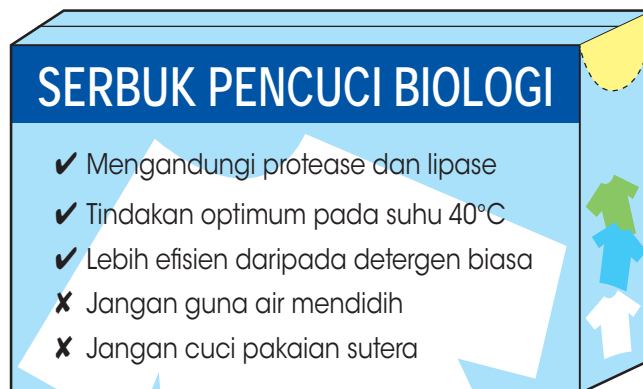 SERBUK PENCUCI BIOLOGI
✔ Mengandungi protease dan lipase
✔ Tindakan optimum pada suhu 40°C
✔ Lebih efisien daripada detergen biasa
✘ Jangan guna air mendidih
✘ Jangan cuci pakaian sutera